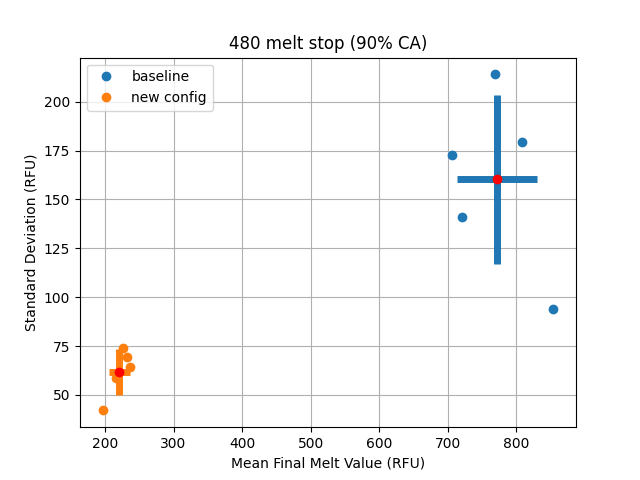 480 melt stop (90% CA)
baseline
new config
Standard Deviation (RFU)
200
175
150
125
100
75
50
200 300 400 500 600 700 800
Mean Final Melt Value (RFU)